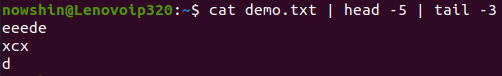 nowshin@Lenovoip320:~$ cat demo.txt | head -5 | tail -3
eeede
xcx
d